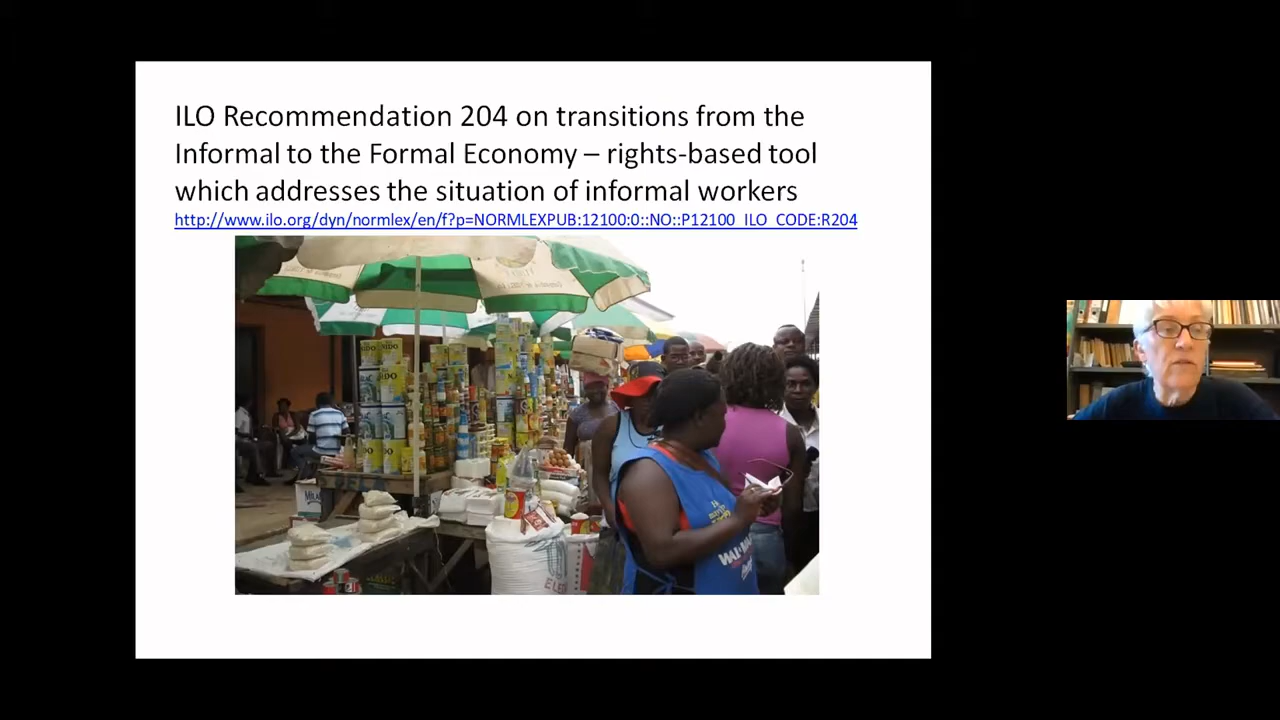 ILO Recommendation 204 on transitions from the
Informal to the Formal Economy – rights-based tool
which addresses the situation of informal workers
http://www.ilo.org/dyn/normlex/en/f?p=NORMLEXPUB:12100:0::NO::P12100_ILO_CODE:R204